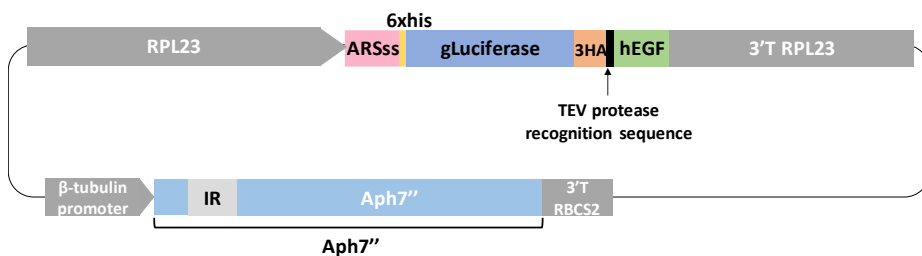 6xhis
RPL23
ARSss
gLuciferase
3HA
hEGF
3'T RPL23
TEV protease
recognition sequence
β-tubulin
promoter
IR
Aph7''
3'T
RBCS2
Aph7''